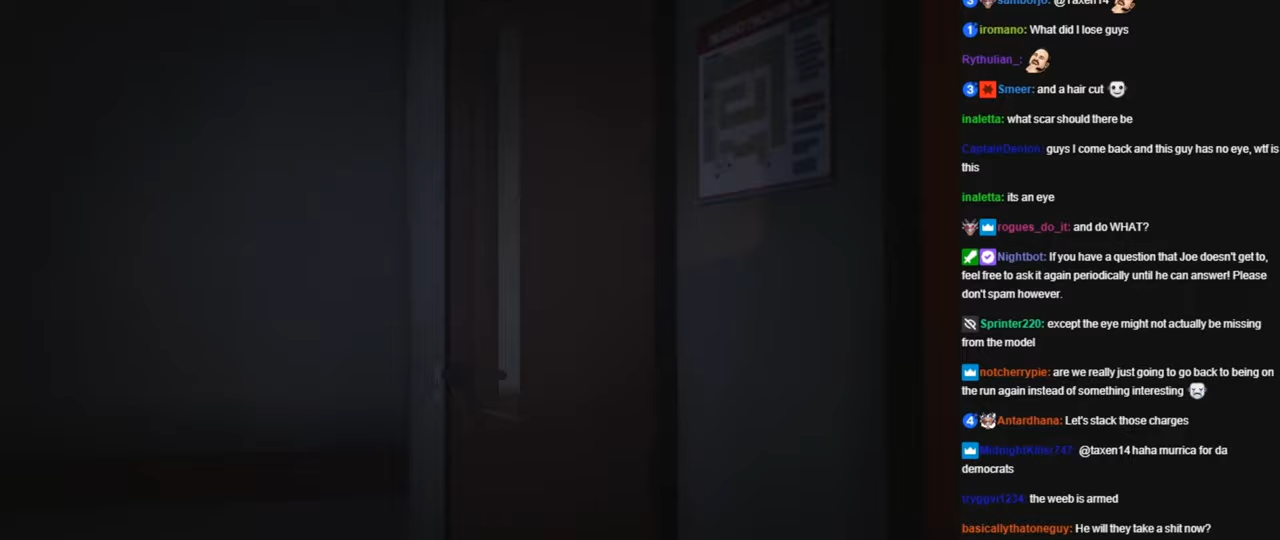 samborjo: @Taxen14
iromano: What did I lose guys
Rythulian_:
Smeer: and a hair cut
inaletta: what scar should there be
CaptainDenton: guys I come back and this guy has no eye, wtf is
this
inaletta: its an eye
rogues_do_it: and do WHAT?
Nightbot: If you have a question that Joe doesn't get to,
feel free to ask it again periodically until he can answer! Please
don't spam however.
Sprinter220: except the eye might not actually be missing
from the model
notcherrypie: are we really just going to go back to being on
the run again instead of something interesting
Antardhana: Let's stack those charges
MidnightKiller747: @taxen14 haha murrica for da
democrats
tryggvi1234: the weeb is armed
basicallythatoneguy: He will they take a shit now?